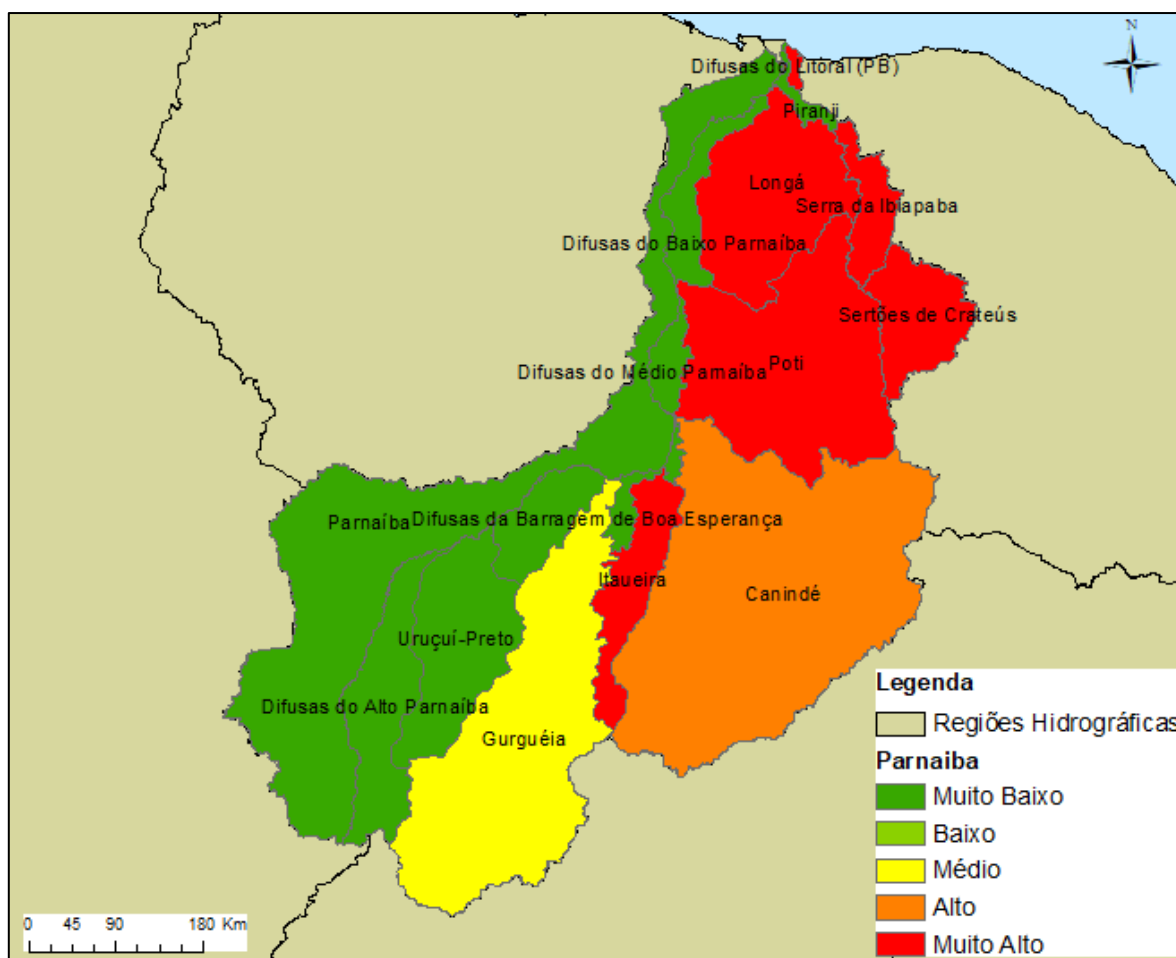 N
Difusas do Litoral (PB)
Piranji
Longá
Serra da Ibiapaba
Difusas do Baixo Parnaíba
Sertões de Crateús
Poti
Difusas do Médio Parnaíba
Parnaíba
Difusas da Barragem de Boa Esperança
Itaueira
Canindé
Uruçuí-Preto
Difusas do Alto Parnaíba
Gurguéia
Legenda
Regiões Hidrográficas
Parnaiba
Muito Baixo
Baixo
Médio
Alto
Muito Alto
0 45 90 180 Km